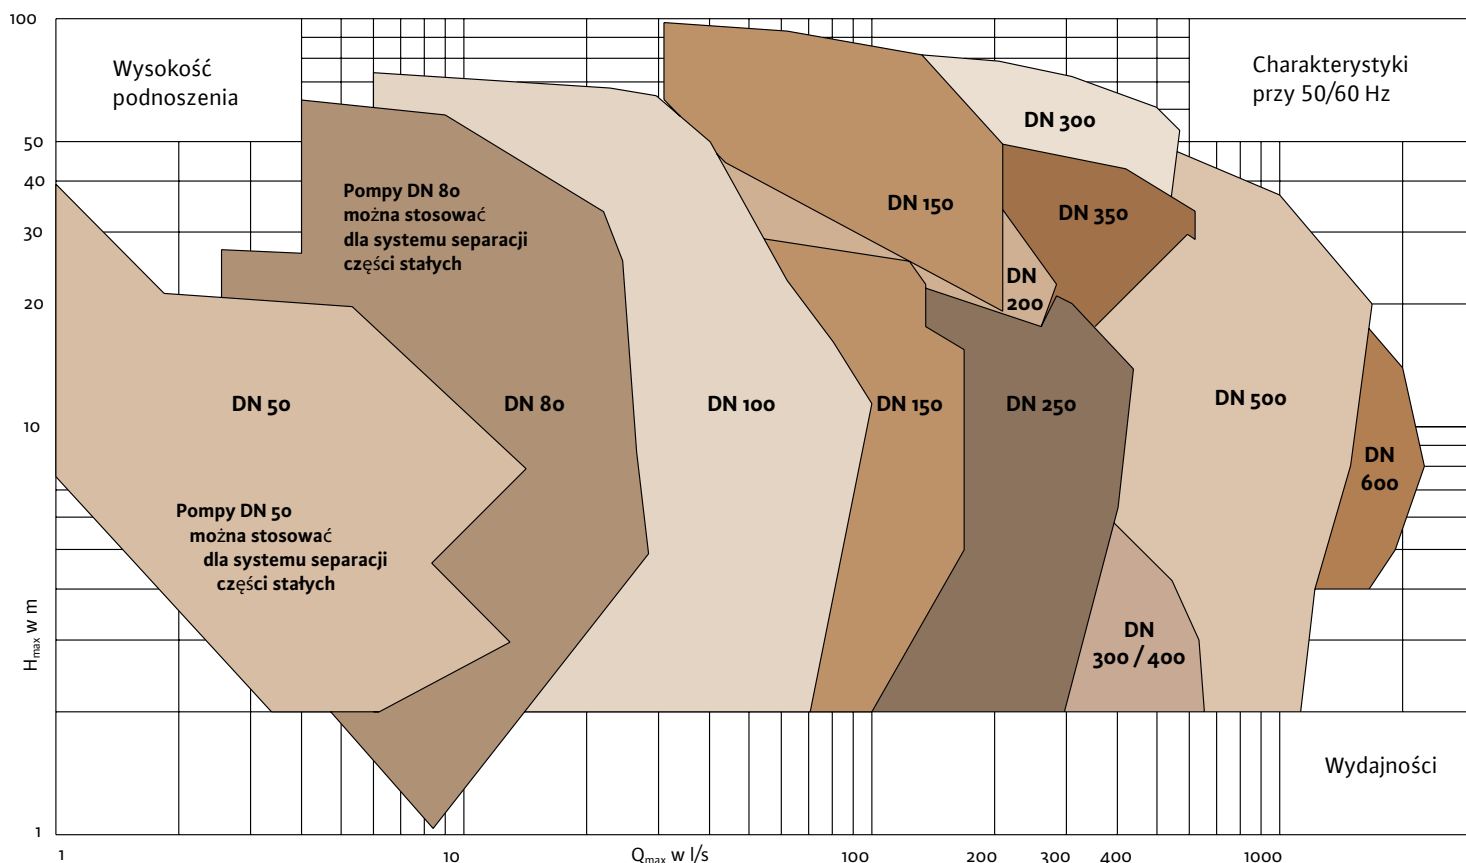 100
Wysokość
podnoszenia
Charakterystyki
przy 50/60 Hz
DN 300
50
40
Pompy DN 80
można stosować
dla systemu separacji
części stałych
DN 150
DN 350
30
DN
200
20
DN 50
DN 80
DN 100
DN 150
DN 250
DN 500
10
DN
600
Pompy DN 50
można stosować
dla systemu separacji
części stałych
DN
300 / 400
Hmax w m
Wydajności
1
1
10
Qmax w l/s
100
200
300
400
1000